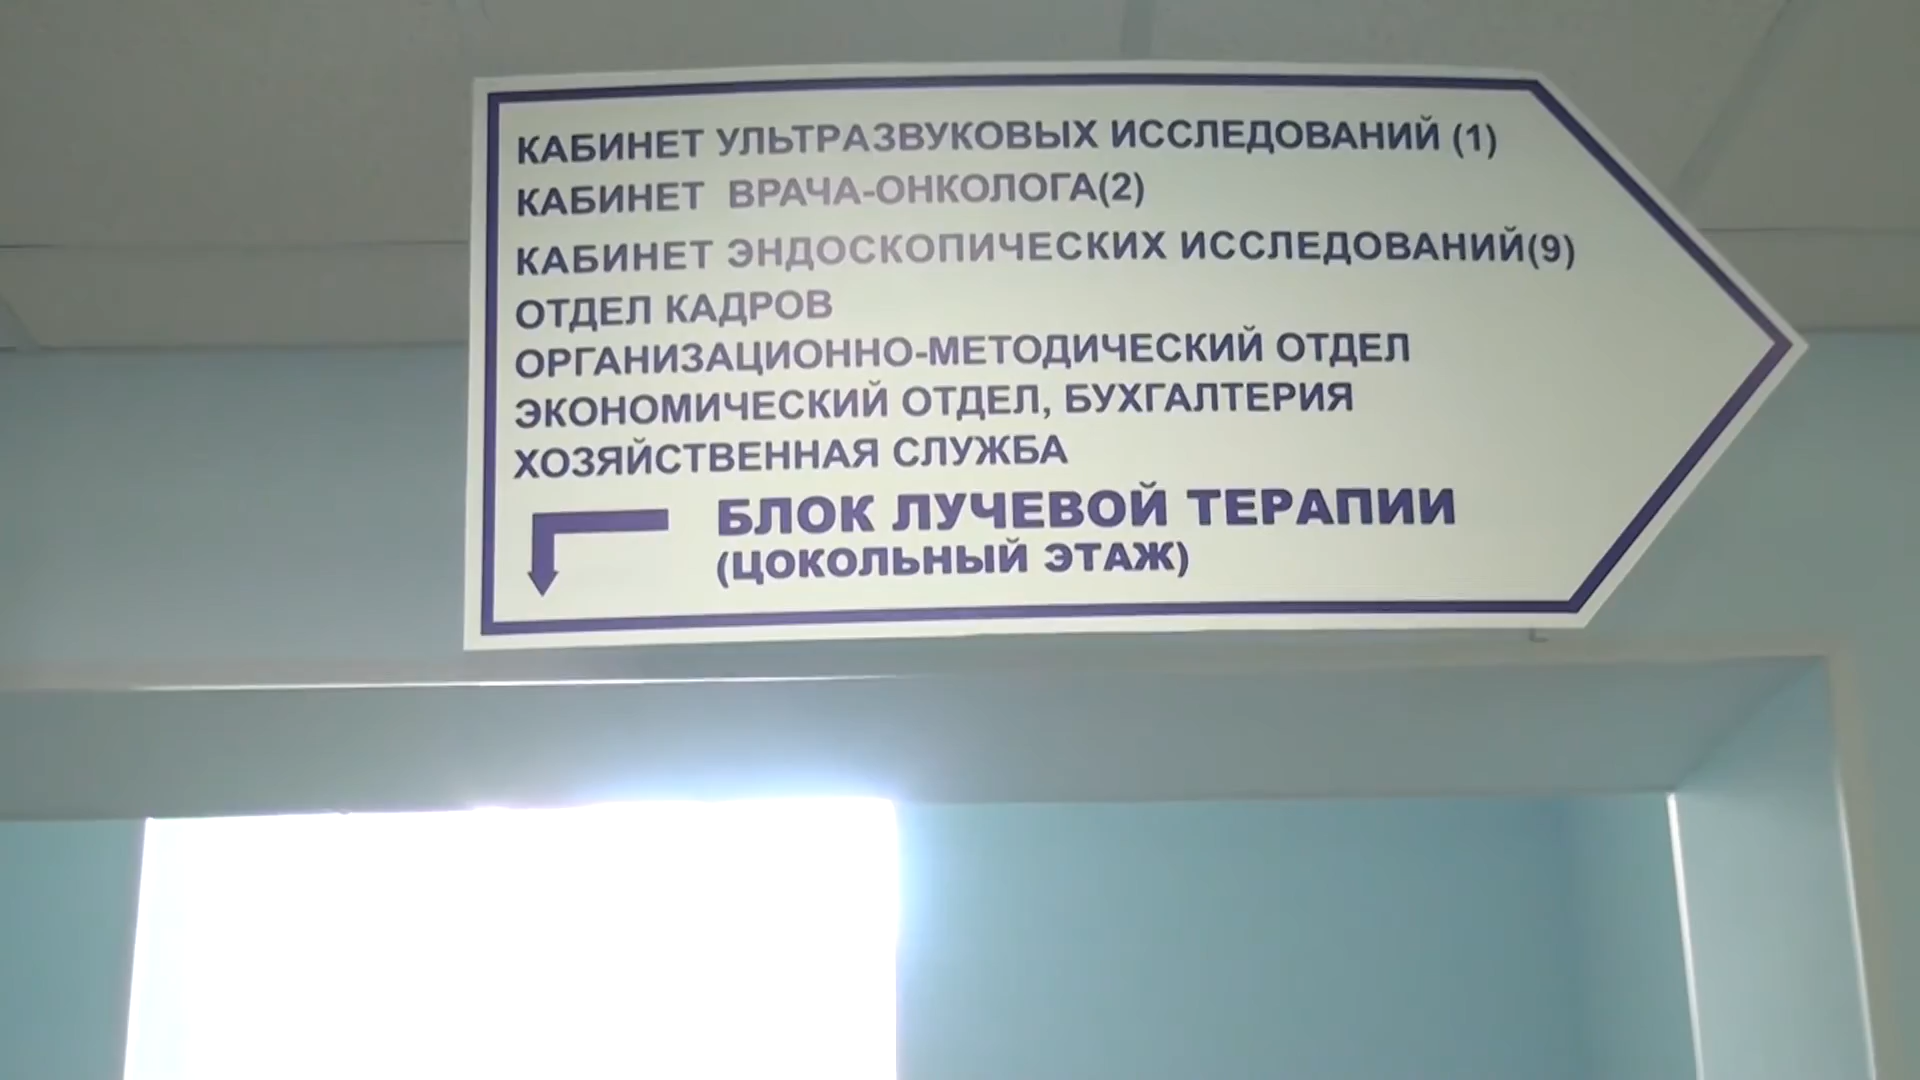 КАБИНЕТ УЛЬТРАЗВУКОВЫХ ИССЛЕДОВАНИЙ (1)
КАБИНЕТ ВРАЧА-ОНКОЛОГА(2)
КАБИНЕТ ЭНДОСКОПИЧЕСКИХ ИССЛЕДОВАНИЙ(9)
ОТДЕЛ КАДРОВ
ОРГАНИЗАЦИОННО-МЕТОДИЧЕСКИЙ ОТДЕЛ
ЭКОНОМИЧЕСКИЙ ОТДЕЛ, БУХГАЛТЕРИЯ
ХОЗЯЙСТВЕННАЯ СЛУЖБА
БЛОК ЛУЧЕВОЙ ТЕРАПИИ
(ЦОКОЛЬНЫЙ ЭТАЖ)